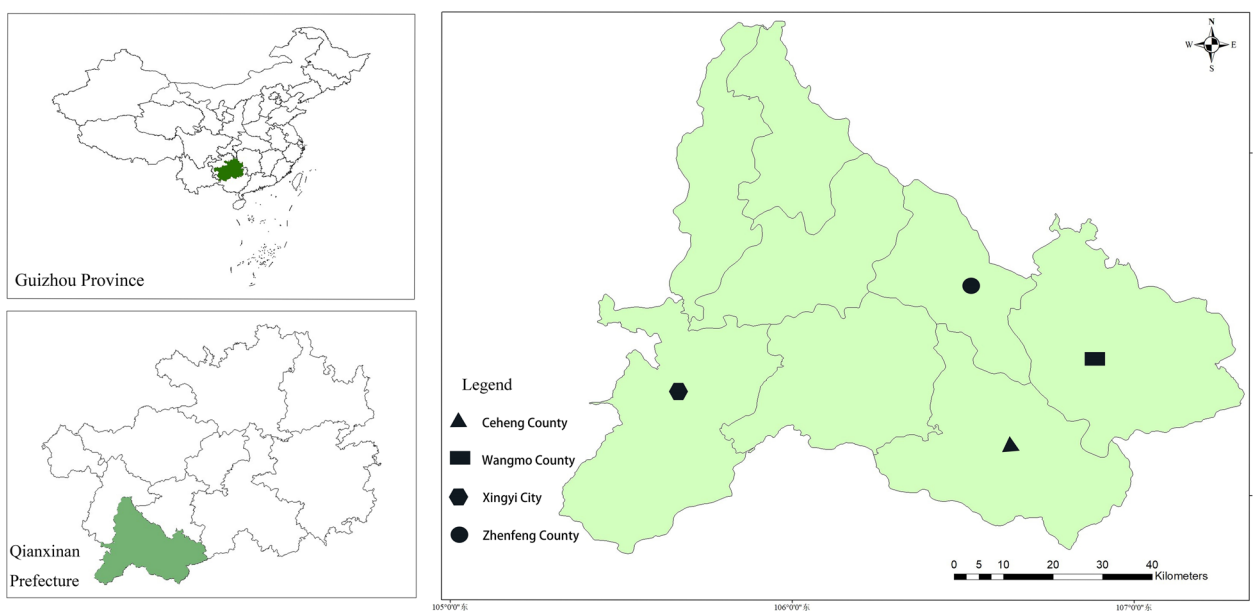 Guizhou Province
Qianxinan
Prefecture
N
W
E
S
Legend
Ceheng County
Wangmo County
Xingyi City
Zhenfeng County
0 5 10 20 30 40
Kilometers
105°0'0"东
106°0'0"东
107°0'0"东